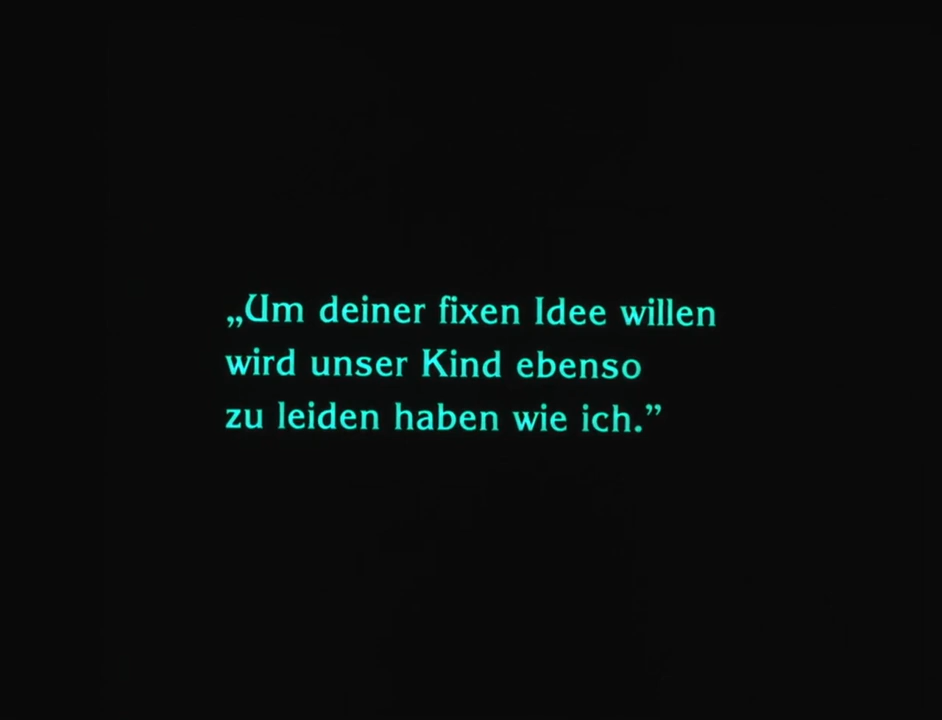 „Um deiner fixen Idee willen
wird unser Kind ebenso
zu leiden haben wie ich.”